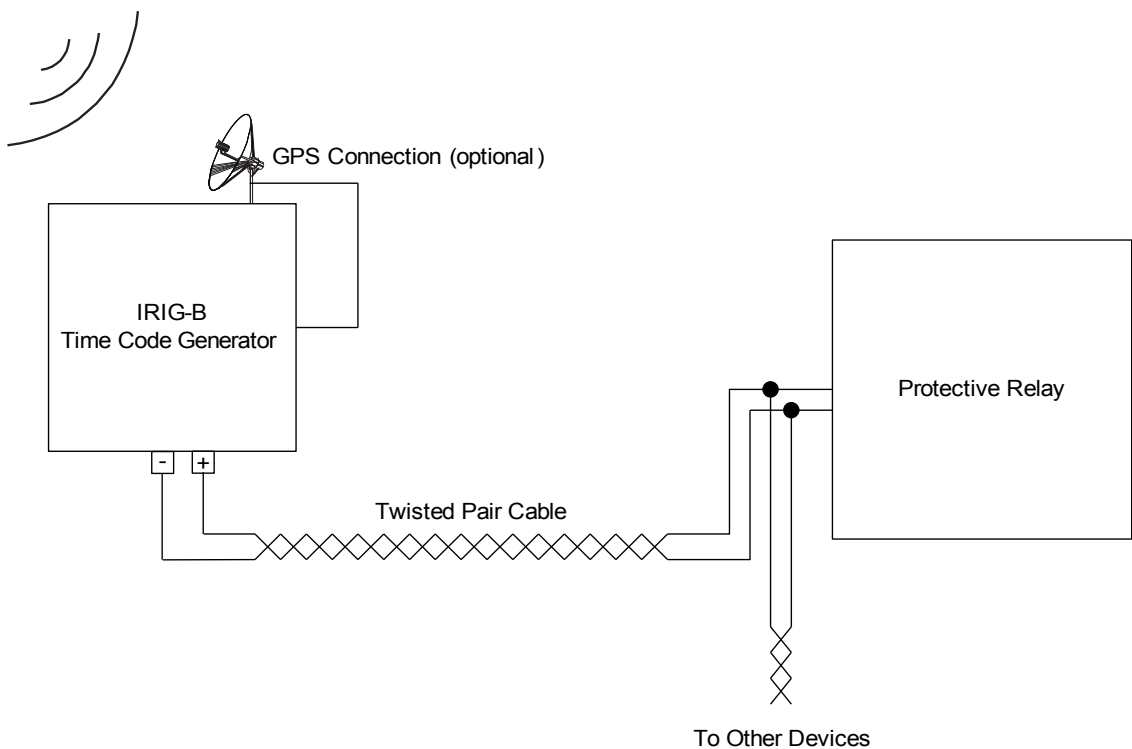 GPS Connection (optional)
IRIG-B
Time Code Generator
Protective Relay
- +
Twisted Pair Cable
To Other Devices